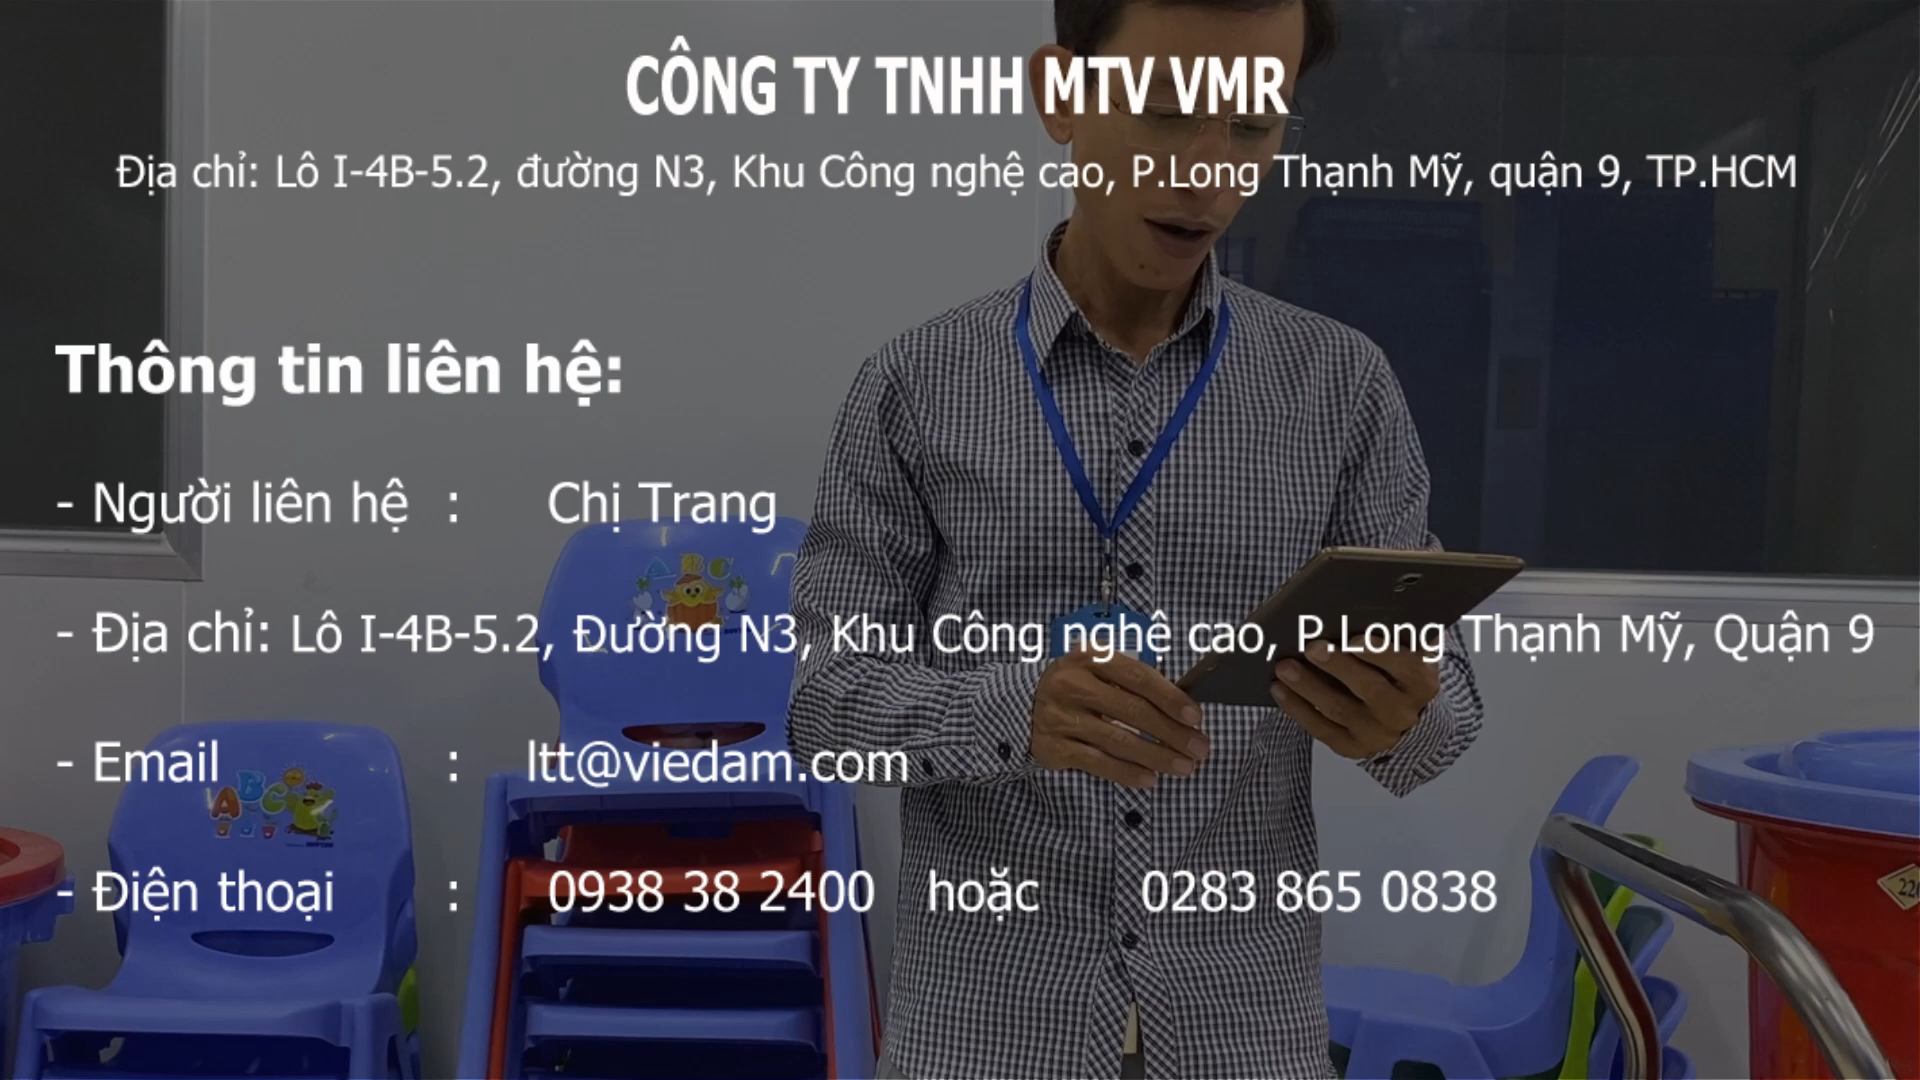 CÔNG TY TNHH MTV VMR
Địa chỉ: Lô I-4B-5.2, đường N3, Khu Công nghệ cao, P.Long Thạnh Mỹ, quận 9, TP.HCM
Thông tin liên hệ:
- Người liên hệ : Chị Trang
ABC
- Địa chỉ: Lô I-4B-5.2, Đường N3, Khu Công nghệ cao, P.Long Thạnh Mỹ, Quận 9
- Email : ltt@viedam.com
ABC
- Điện thoại : 0938 38 2400 hoặc 0283 865 0838